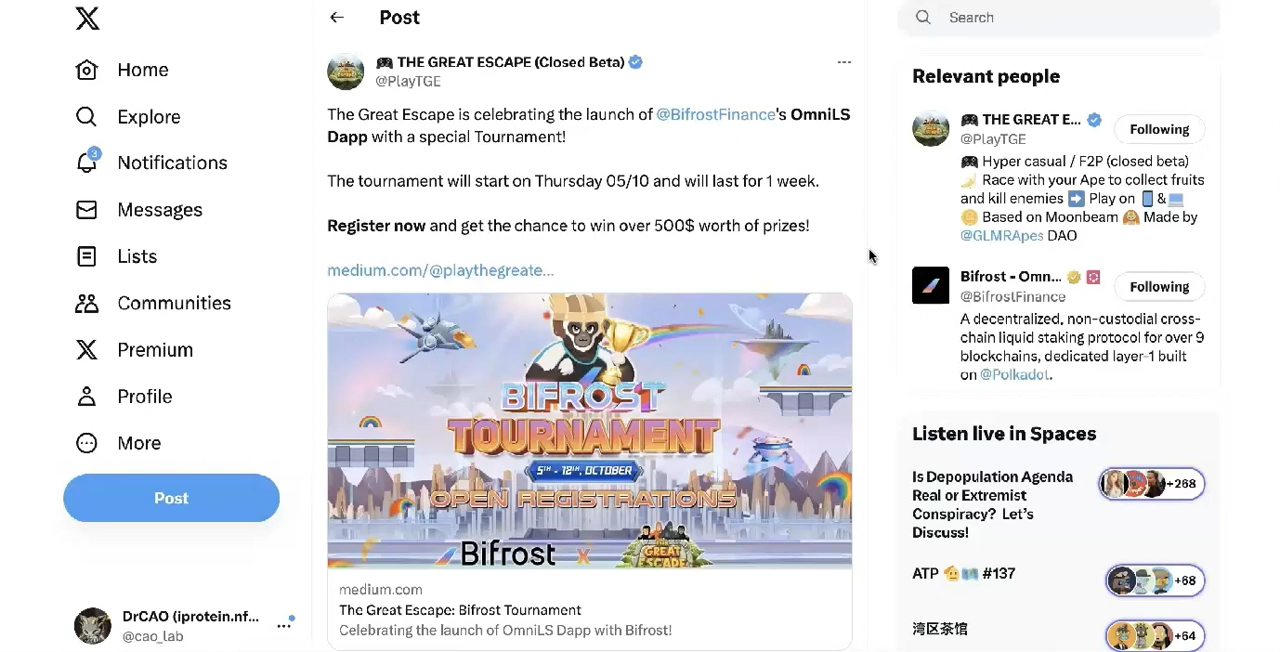 Home
Explore
3
Notifications
Messages
Lists
Communities
Premium
Profile
More
Post
DrCAO (iprotein.nf...
@cao_lab
Post
THE GREAT ESCAPE (Closed Beta)
@PlayTGE
The Great Escape is celebrating the launch of @BifrostFinance's OmniLS
Dapp with a special Tournament!
The tournament will start on Thursday 05/10 and will last for 1 week.
Register now and get the chance to win over 500$ worth of prizes!
medium.com/@playthegreate...
BIFROST
TOURNAMENT
5TH - 12TH, OCTOBER
OPEN REGISTRATIONS
Bifrost x THE GREAT ESCAPE
medium.com
The Great Escape: Bifrost Tournament
Celebrating the launch of OmniLS Dapp with Bifrost!
Search
Relevant people
THE GREAT E...
Following
@PlayTGE
🎮 Hyper casual / F2P (closed beta)
🍌 Race with your Ape to collect fruits
and kill enemies ➡️ Play on 📱&💻
🪙 Based on Moonbeam 🦧 Made by
@GLMRApes DAO
Bifrost - Omn...
Following
@BifrostFinance
A decentralized, non-custodial cross-
chain liquid staking protocol for over 9
blockchains, dedicated layer-1 built
on @Polkadot.
Listen live in Spaces
Is Depopulation Agenda
Real or Extremist
Conspiracy? Let's
Discuss!
+268
ATP #137
+68
湾区茶馆
+64